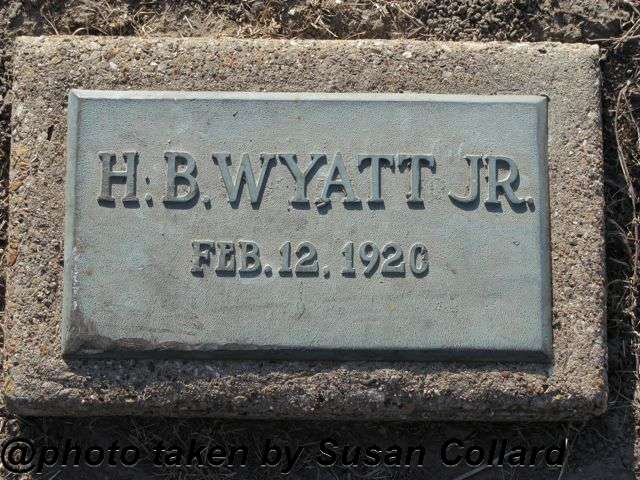 H. B. WYATT JR.
FEB. 12, 1920
@photo taken by Susan Collard